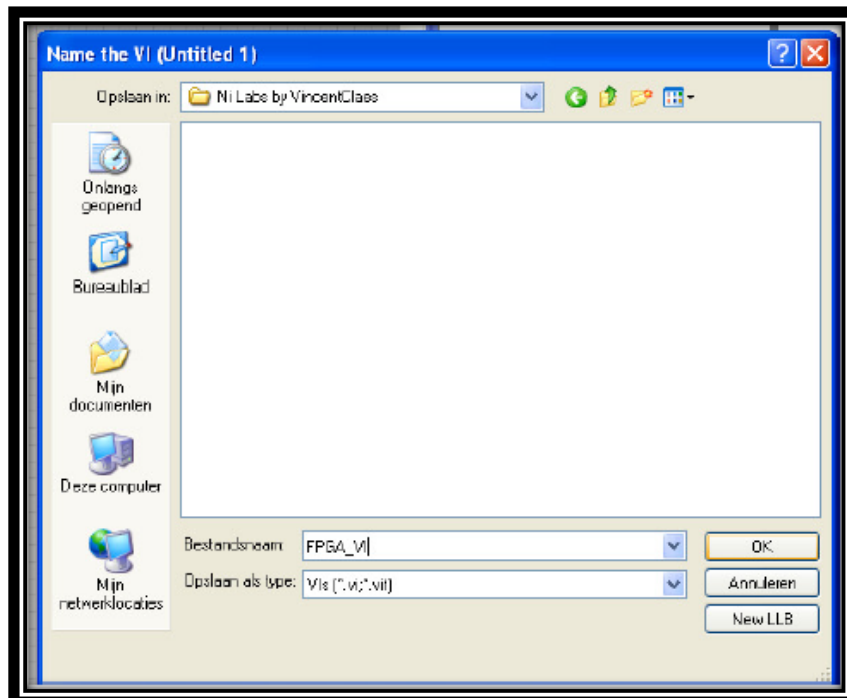 Name the VI (Untitled 1)
Opslaan in:
Ni Labs by VincentClaes
Onlangs
geopend
Bureaublad
Mijn
documenten
Deze computer
Mijn
netwerklocaties
Bestandsnaam:
FPGA_VI
OK
Opslaan als type:
VIs (*.vi;*.vit)
Annuleren
New LLB